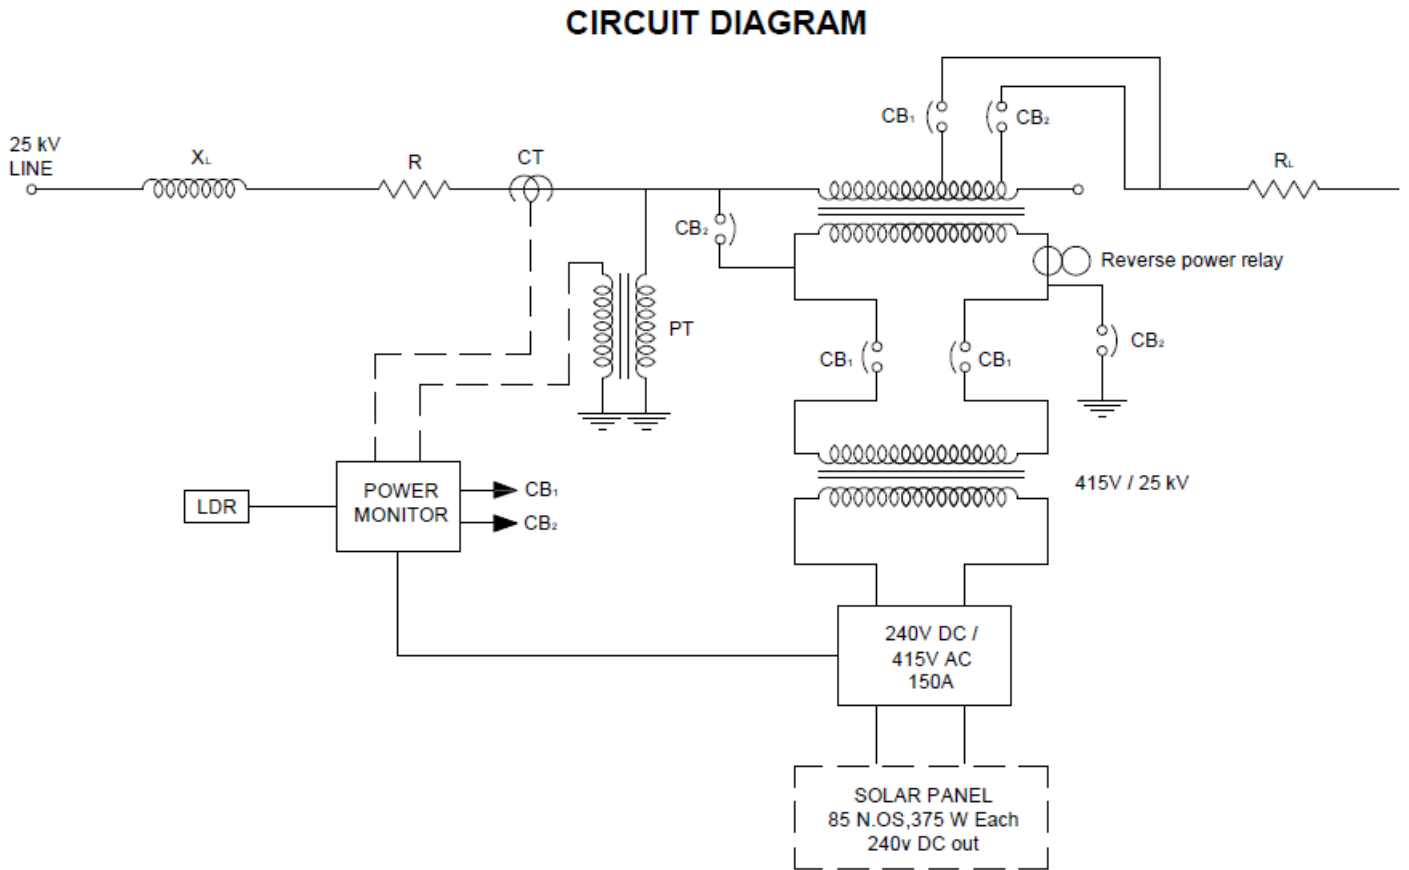 CIRCUIT DIAGRAM
25 kV
LINE
X_L
R
CT
CB₁
CB₂
R_L
CB₂
Reverse power relay
PT
CB₁
CB₁
CB₂
415V / 25 kV
LDR
POWER
MONITOR
CB₁
CB₂
240V DC /
415V AC
150A
SOLAR PANEL
85 N.OS,375 W Each
240v DC out